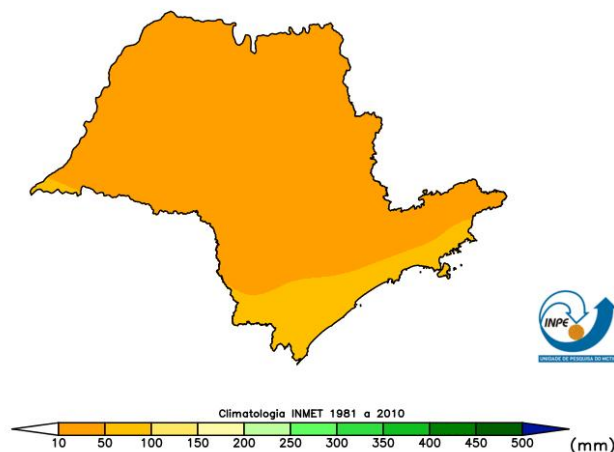 INPE
UNIDADE DE PESQUISA DO METE
Climatologia INMET 1981 a 2010
10 50 100 150 200 250 300 350 400 450 500 (mm)